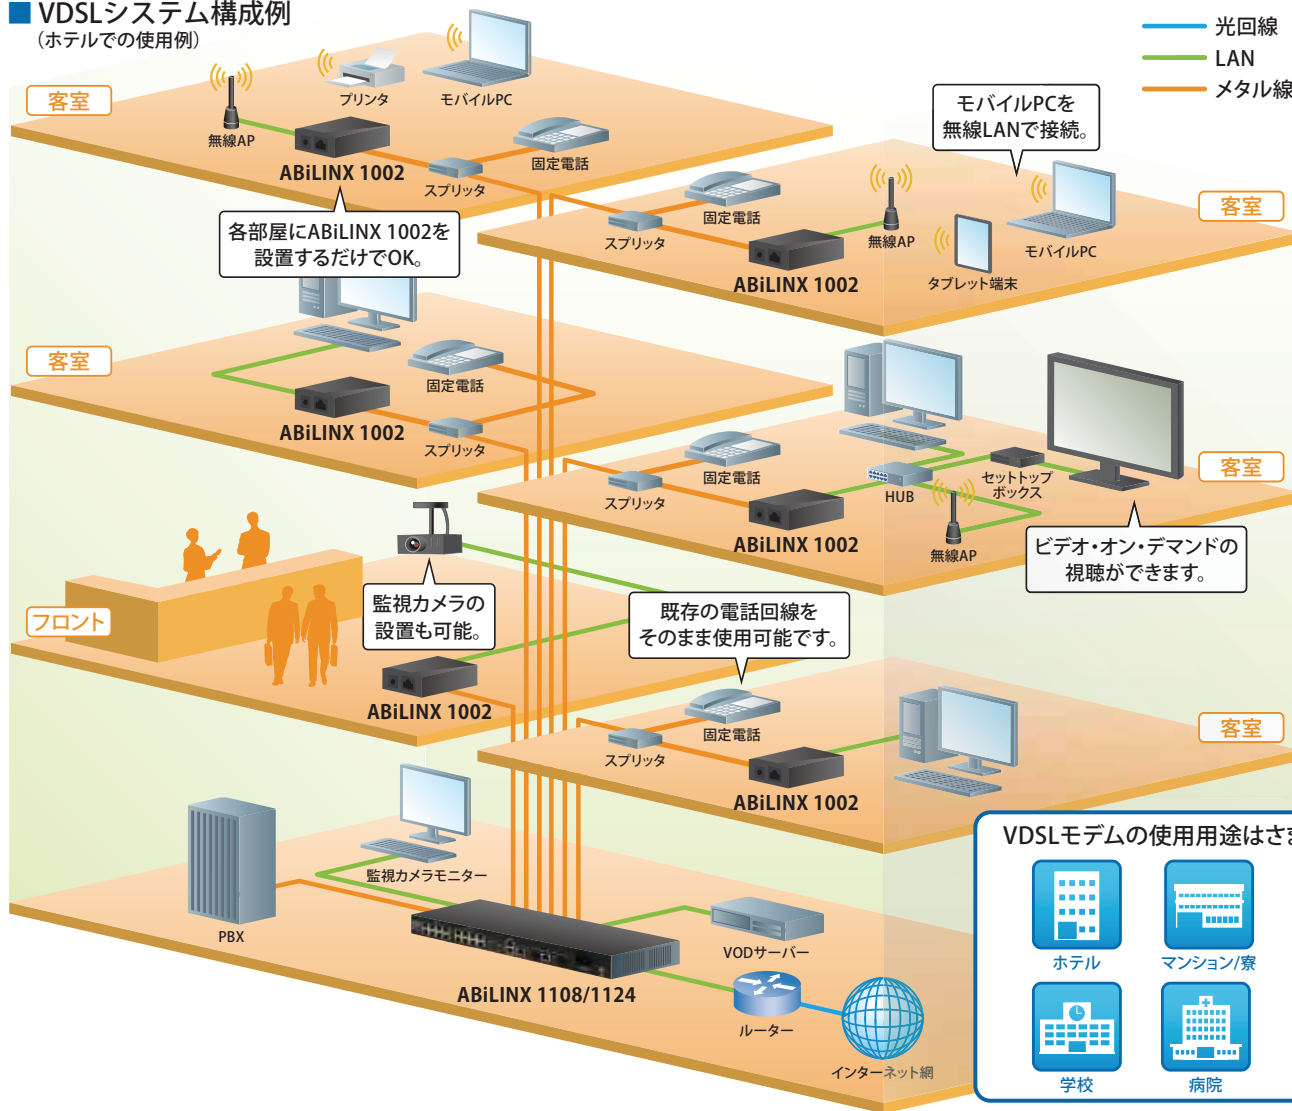 ■ VDSLシステム構成例
（ホテルでの使用例）
光回線
LAN
メタル線
客室
無線AP
プリンタ
モバイルPC
ABiLINX 1002
スプリッタ
固定電話
各部屋にABiLINX 1002を
設置するだけでOK。
モバイルPCを
無線LANで接続。
客室
固定電話
スプリッタ
ABiLINX 1002
無線AP
タブレット端末
モバイルPC
客室
固定電話
ABiLINX 1002
スプリッタ
客室
固定電話
スプリッタ
ABiLINX 1002
HUB
無線AP
セットトップ
ボックス
ビデオ・オン・デマンドの
視聴ができます。
フロント
監視カメラの
設置も可能。
ABiLINX 1002
既存の電話回線を
そのまま使用可能です。
客室
固定電話
スプリッタ
ABiLINX 1002
PBX
監視カメラモニター
ABiLINX 1108/1124
VODサーバー
ルーター
インターネット網
VDSLモデムの使用用途はさま
ホテル
マンション/寮
学校
病院